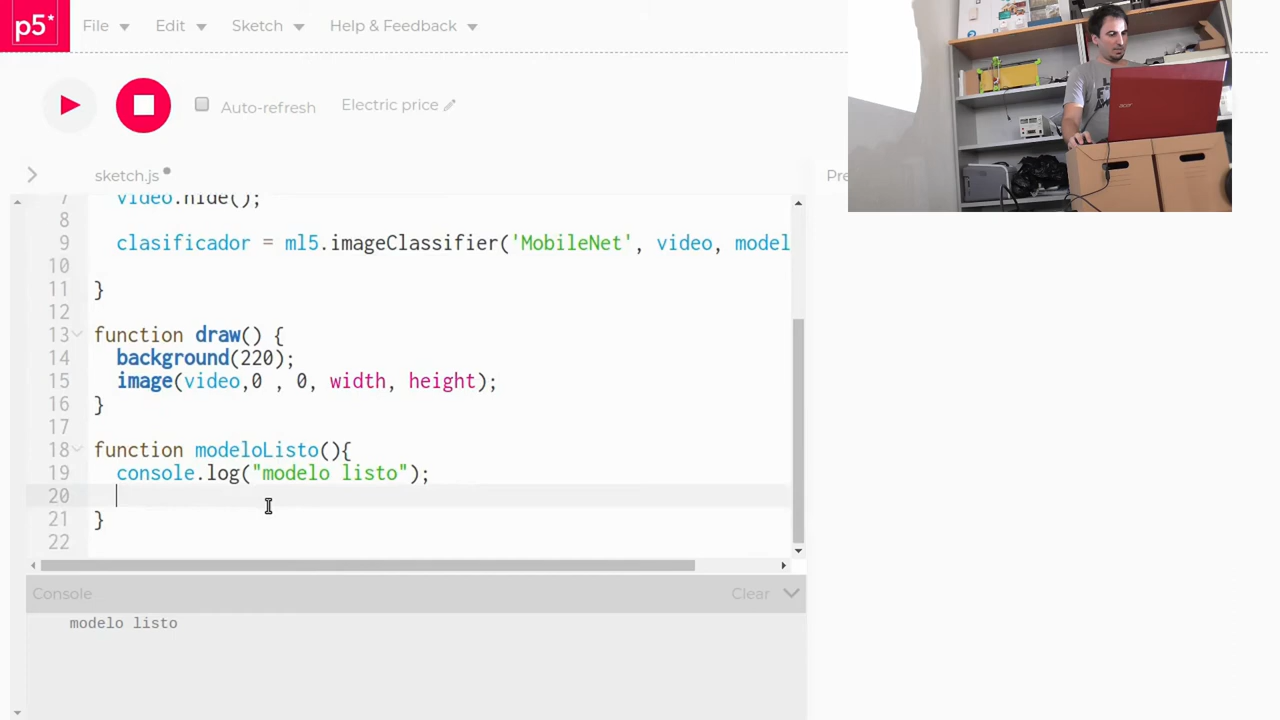 p5*
File Edit Sketch Help & Feedback
Auto-refresh Electric price
sketch.js
7 video.hide();
8
9 clasificador = ml5.imageClassifier('MobileNet', video, model
10
11 }
12
13 function draw() {
14 background(220);
15 image(video,0 , 0, width, height);
16 }
17
18 function modeloListo(){
19 console.log("modelo listo");
20
21 }
22
Console Clear
modelo listo